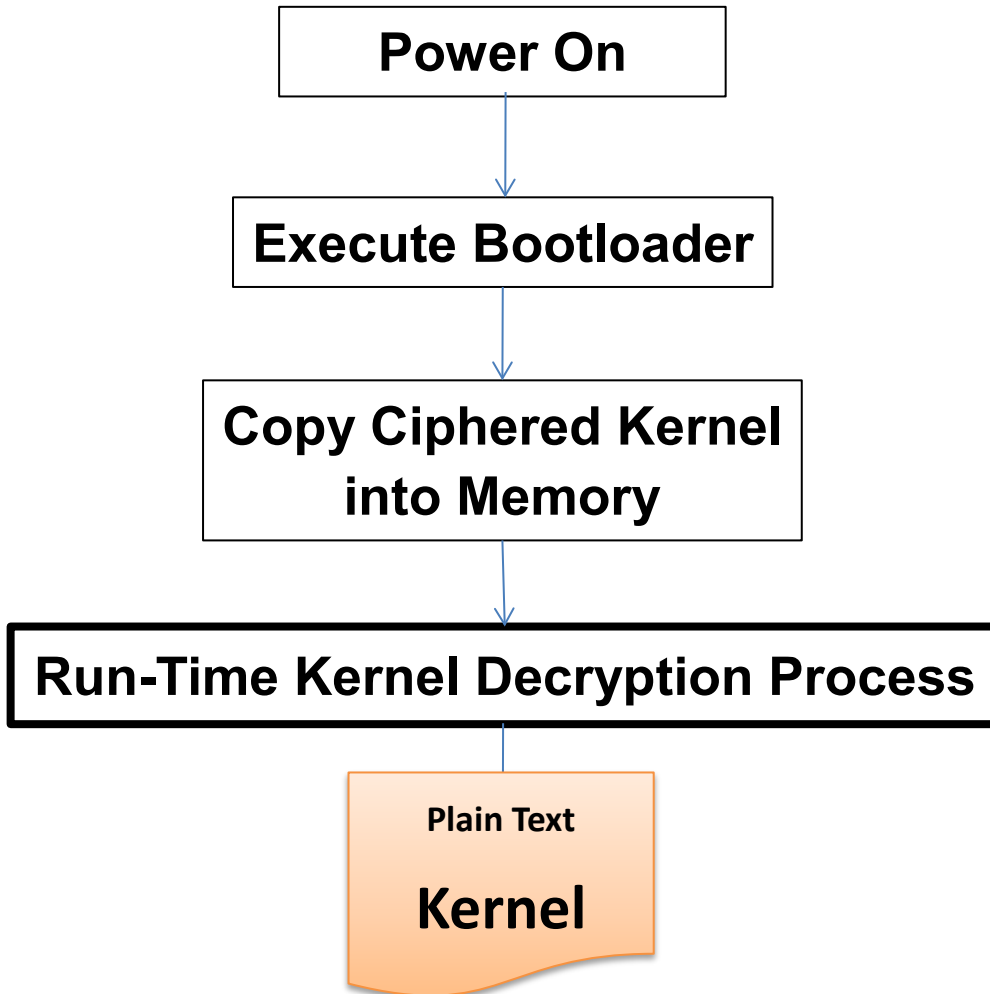 Power On
Execute Bootloader
Copy Ciphered Kernel
into Memory
Run-Time Kernel Decryption Process
Plain Text
Kernel